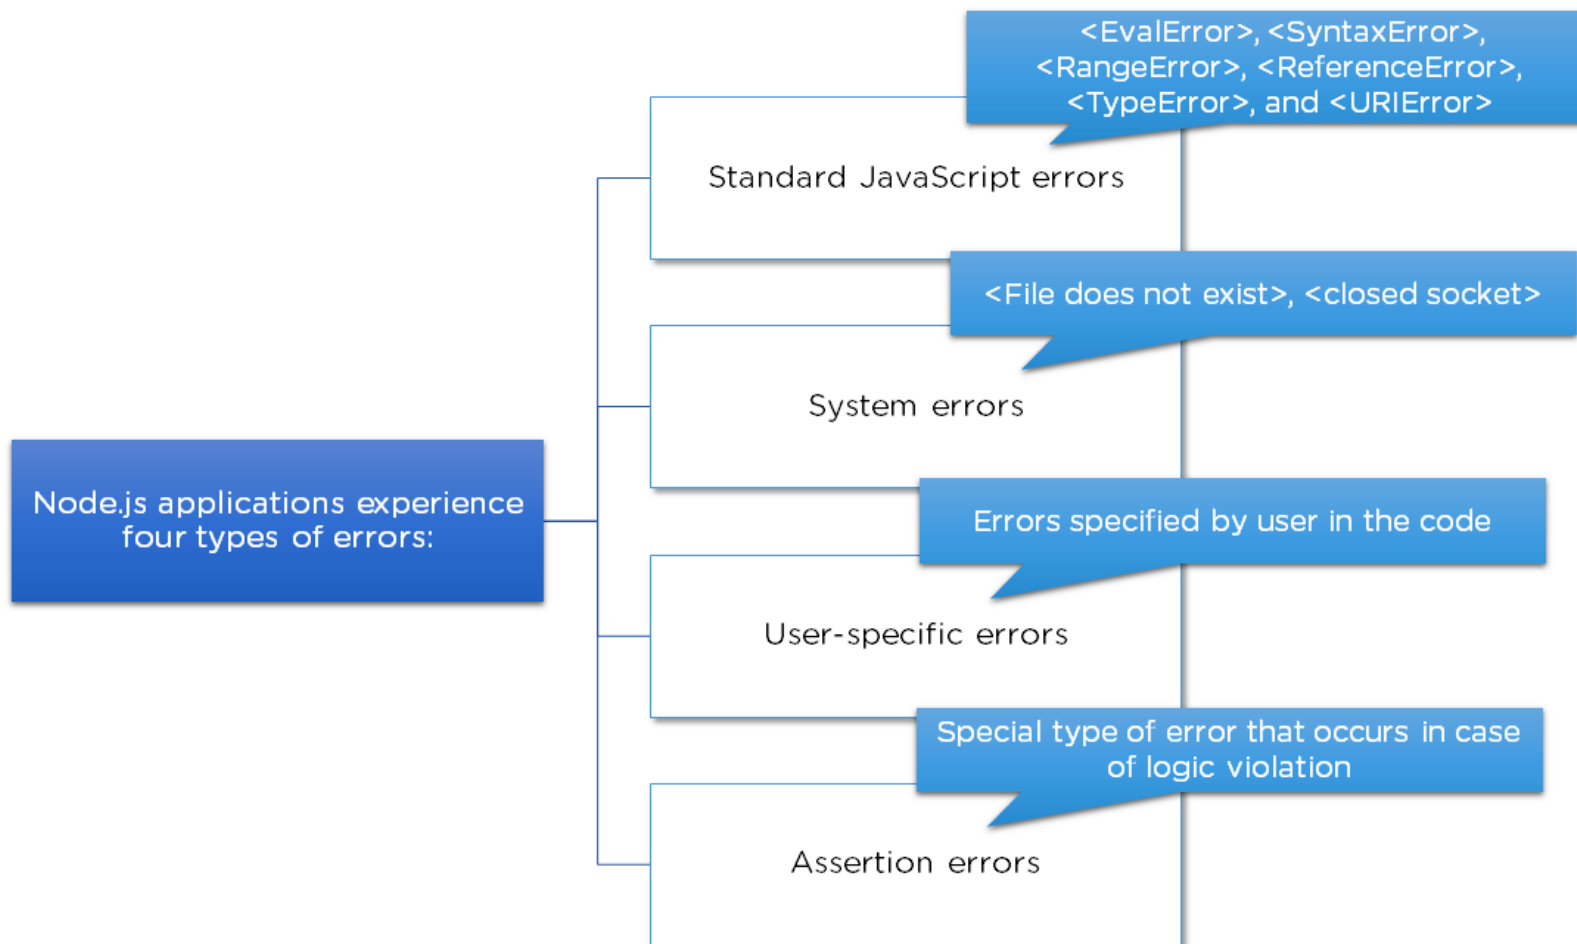 <EvalError>, <SyntaxError>,
<RangeError>, <ReferenceError>,
<TypeError>, and <URIError>
Standard JavaScript errors
<File does not exist>, <closed socket>
System errors
Node.js applications experience
four types of errors:
Errors specified by user in the code
User-specific errors
Special type of error that occurs in case
of logic violation
Assertion errors